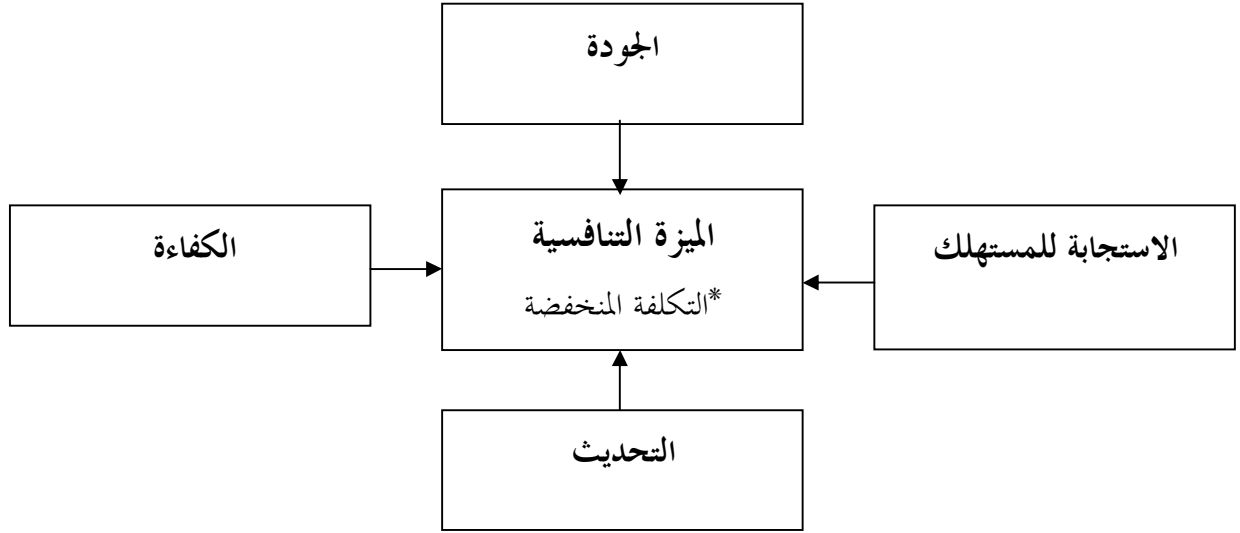 الجودة
الاستجابة للمستهلك
الميزة التنافسية
*التكلفة المنخفضة
الكفاءة
التحديث